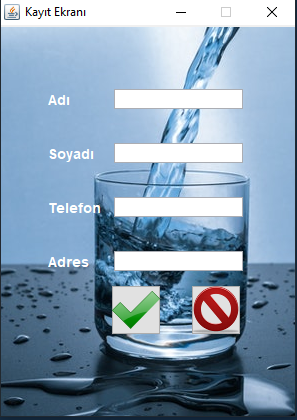 Kayıt Ekranı
Adı
Soyadı
Telefon
Adres